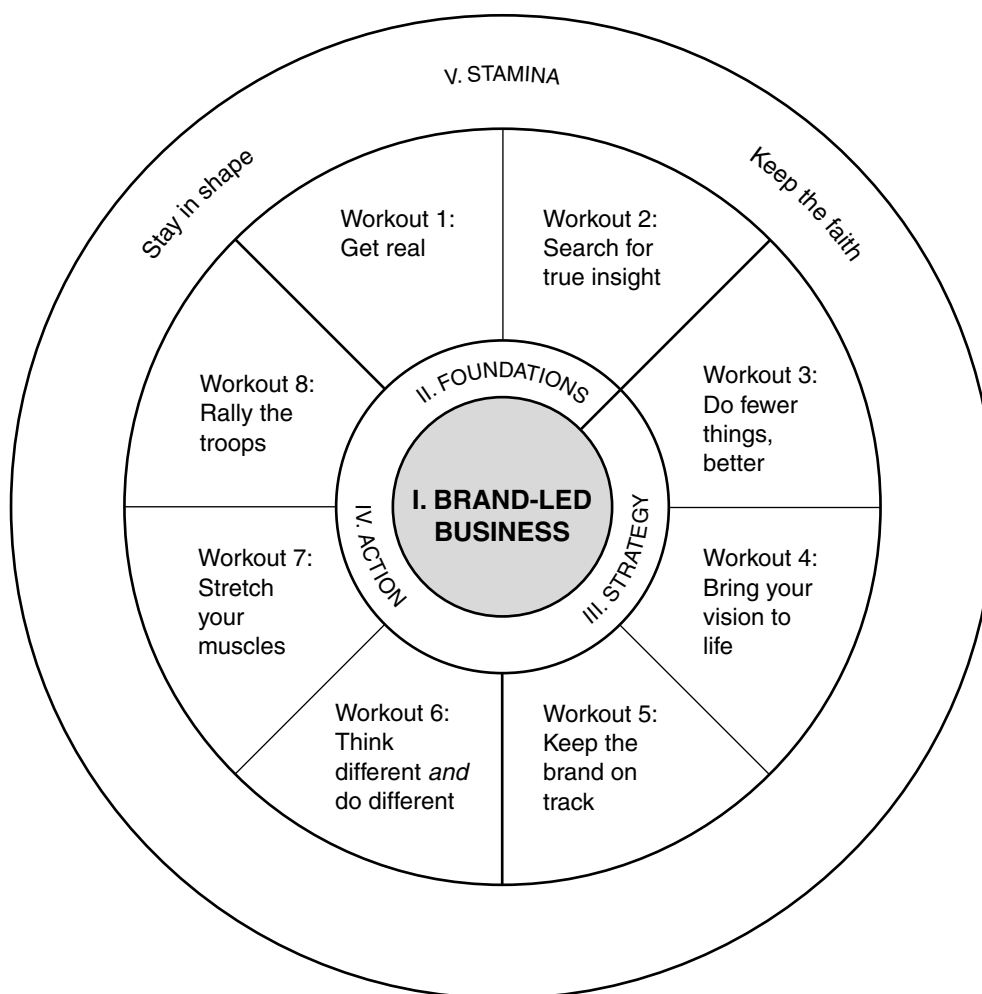 V. STAMINA
Stay in shape
Keep the faith
Workout 1:
Get real
Workout 2:
Search for
true insight
Workout 3:
Do fewer
things,
better
Workout 4:
Bring your
vision to
life
Workout 5:
Keep the
brand on
track
Workout 6:
Think
different and
do different
Workout 7:
Stretch
your
muscles
Workout 8:
Rally the
troops
II. FOUNDATIONS
III. STRATEGY
IV. ACTION
I. BRAND-LED
BUSINESS